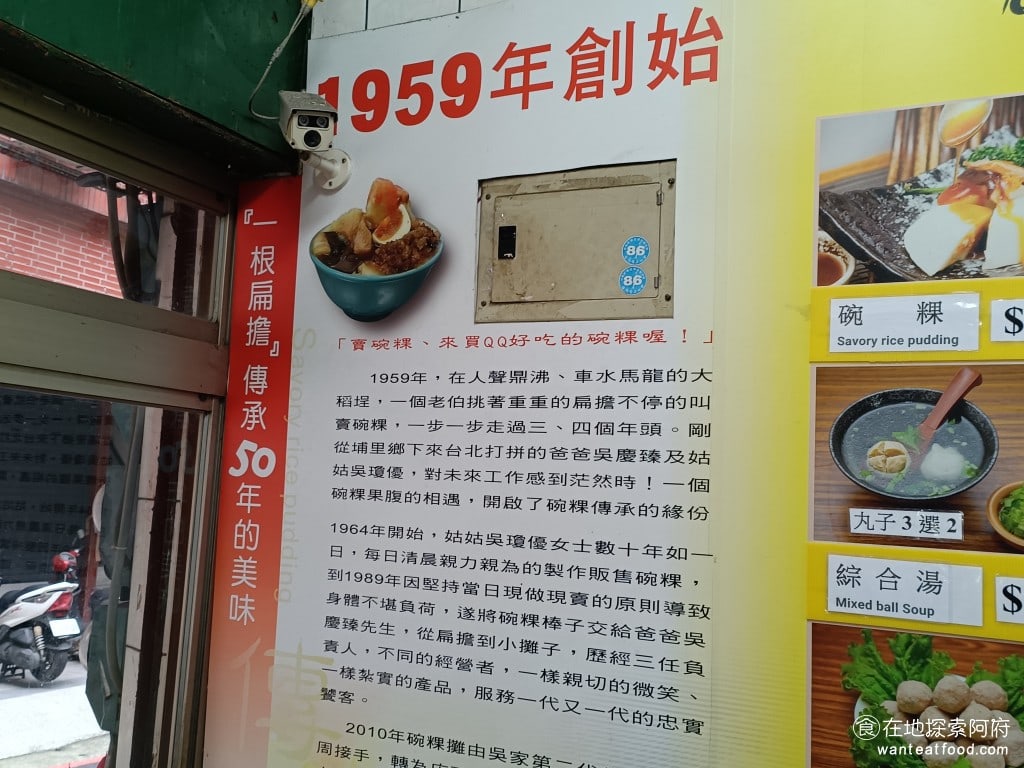 1959年創始
『一根扁擔』傳承50年的美味
Savory rice pudding
傳
86
86
「賣碗粿、來買QQ好吃的碗粿喔！」
1959年，在人聲鼎沸、車水馬龍的大
稻埕，一個老伯挑著重重的扁擔不停的叫
賣碗粿，一步一步走過三、四個年頭。剛
從埔里鄉下來台北打拼的爸爸吳慶臻及姑
姑吳瓊優，對未來工作感到茫然時！一個
碗粿果腹的相遇，開啟了碗粿傳承的緣份
1964年開始，姑姑吳瓊優女士數十年如一
日，每日清晨親力親為的製作販售碗粿，
到1989年因堅持當日現做現賣的原則導致
身體不堪負荷，遂將碗粿棒子交給爸爸吳
慶臻先生，從扁擔到小攤子，歷經三任負
責人，不同的經營者，一樣親切的微笑、
一樣紮實的產品，服務一代又一代的忠實
饕客。
2010年碗粿攤由吳家第二代
周接手，轉為店
碗粿
$
Savory rice pudding
丸子3選2
綜合湯
$
Mixed ball Soup
食在地探索阿府
wanteatfood.com